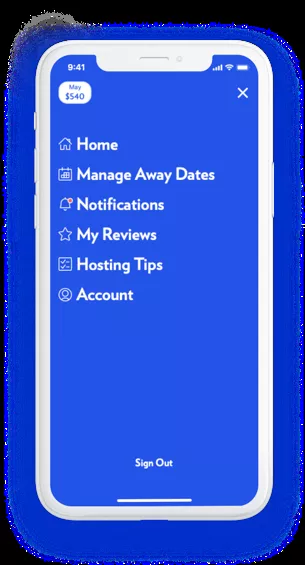 9:41
May
$540
Home
Manage Away Dates
Notifications
My Reviews
Hosting Tips
Account
Sign Out